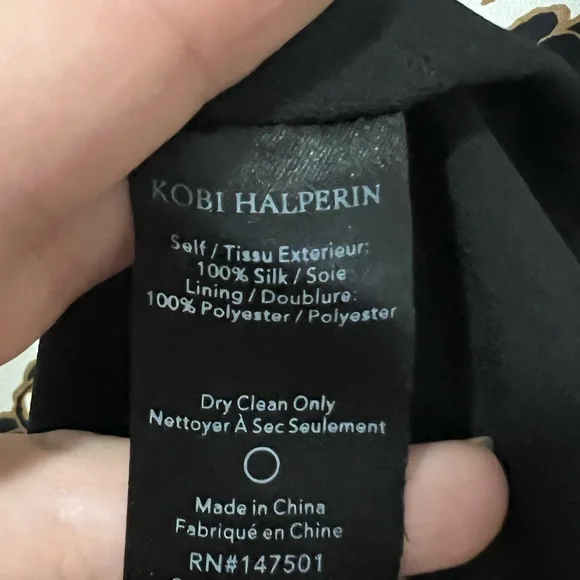 KOBI HALPERIN
Self / Tissu Exterieur:
100% Silk / Soie
Lining / Doublure:
100% Polyester / Polyester
Dry Clean Only
Nettoyer À Sec Seulement
Made in China
Fabriqué en Chine
RN#147501